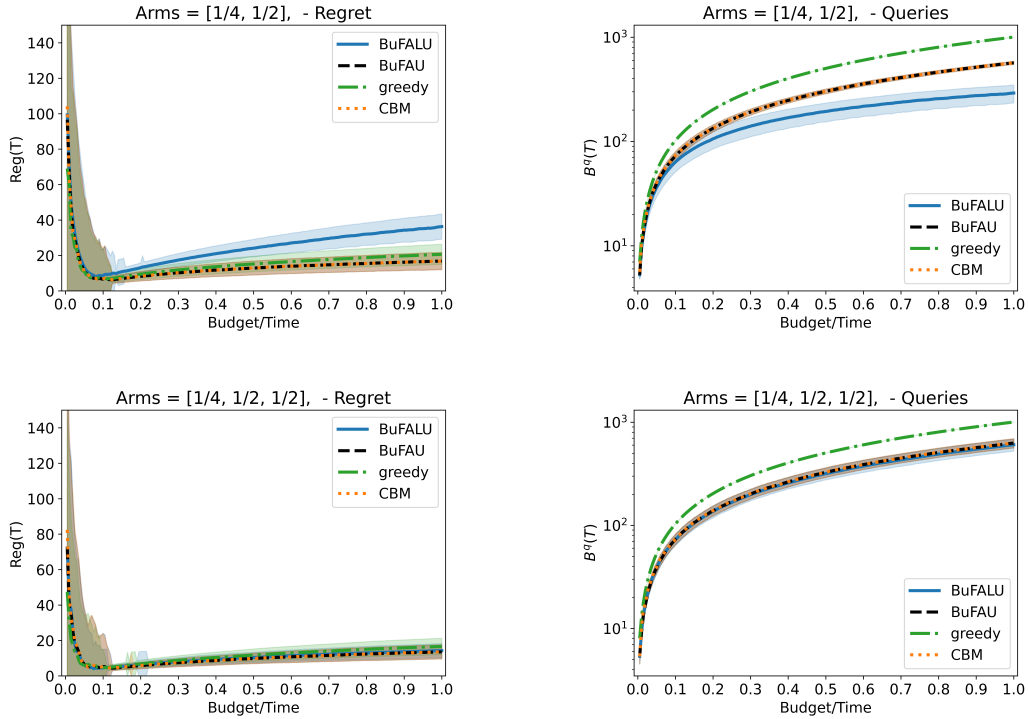 Arms = [1/4, 1/2],  - Regret
140
120
100
80
60
40
20
0
Reg(T)
BuFALU
BuFAU
greedy
CBM
0.0 0.1 0.2 0.3 0.4 0.5 0.6 0.7 0.8 0.9 1.0
Budget/Time
Arms = [1/4, 1/2],  - Queries
10³
10²
10¹
B^q(T)
BuFALU
BuFAU
greedy
CBM
0.0 0.1 0.2 0.3 0.4 0.5 0.6 0.7 0.8 0.9 1.0
Budget/Time
Arms = [1/4, 1/2, 1/2],  - Regret
140
120
100
80
60
40
20
0
Reg(T)
BuFALU
BuFAU
greedy
CBM
0.0 0.1 0.2 0.3 0.4 0.5 0.6 0.7 0.8 0.9 1.0
Budget/Time
Arms = [1/4, 1/2, 1/2],  - Queries
10³
10²
10¹
B^q(T)
BuFALU
BuFAU
greedy
CBM
0.0 0.1 0.2 0.3 0.4 0.5 0.6 0.7 0.8 0.9 1.0
Budget/Time